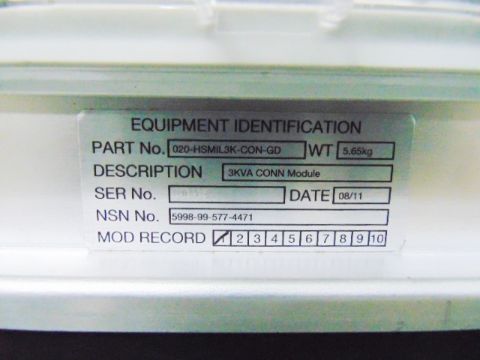 EQUIPMENT IDENTIFICATION
PART No. 020-HSMIL3K-CON-GD WT 5.65kg
DESCRIPTION 3KVA CONN Module
SER No. DATE 08/11
NSN No. 5998-99-577-4471
MOD RECORD 1 2 3 4 5 6 7 8 9 10